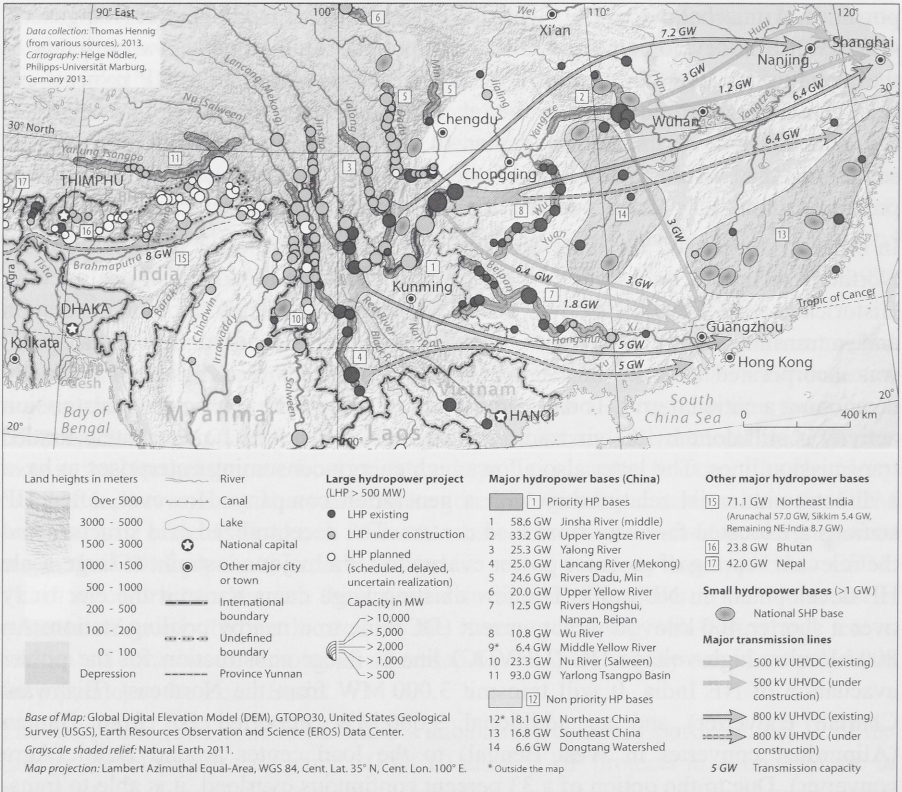 90° East
100°
110°
120°
Data collection: Thomas Hennig
(from various sources), 2013.
Cartography: Helge Nödler,
Philipps-Universität Marburg,
Germany 2013.
6
Wei
Xi'an
7.2 GW
Huai
Shanghai
Nanjing
Lancang (Mekong)
Nu (Salween)
Jinsha
Yalong
5
Dadu
Min
5
Jialing
2
Han
3 GW
1.2 GW
6.4 GW
30°
Chengdu
Yangtze
Wuhan
Yangtze
30° North
Yarlung Tsangpo
11
3
6.4 GW
17
THIMPHU
Chongqing
16
8
Wu
14
13
8 GW
15
Brahmaputra
India
Yuan
3 GW
Tista
Agra
1
6.4 GW
Beipan
3 GW
DHAKA
Barak
Chindwin
Irrawaddy
Kunming
7
1.8 GW
Tropic of Cancer
Kolkata
10
Red River
Black R.
Nanpan
Hongshui
Xi
Yu
Guangzhou
5 GW
Hong Kong
4
5 GW
Salween
Vietnam
20°
Bay of
Bengal
Myanmar
HANOI
South
China Sea
0
400 km
20°
Laos
100°
Land heights in meters
Over 5000
3000 - 5000
1500 - 3000
1000 - 1500
500 - 1000
200 - 500
100 - 200
0 - 100
Depression
River
Canal
Lake
National capital
Other major city
or town
International
boundary
Undefined
boundary
Province Yunnan
Large hydropower project
(LHP > 500 MW)
LHP existing
LHP under construction
LHP planned
(scheduled, delayed,
uncertain realization)
Capacity in MW
> 10,000
> 5,000
> 2,000
> 1,000
> 500
Major hydropower bases (China)
1 Priority HP bases
1 58.6 GW Jinsha River (middle)
2 33.2 GW Upper Yangtze River
3 25.3 GW Yalong River
4 25.0 GW Lancang River (Mekong)
5 24.6 GW Rivers Dadu, Min
6 20.0 GW Upper Yellow River
7 12.5 GW Rivers Hongshui,
Nanpan, Beipan
8 10.8 GW Wu River
9* 6.4 GW Middle Yellow River
10 23.3 GW Nu River (Salween)
11 93.0 GW Yarlong Tsangpo Basin
12 Non priority HP bases
12* 18.1 GW Northeast China
13 16.8 GW Southeast China
14 6.6 GW Dongtang Watershed
* Outside the map
Other major hydropower bases
15 71.1 GW Northeast India
(Arunachal 57.0 GW, Sikkim 5.4 GW,
Remaining NE-India 8.7 GW)
16 23.8 GW Bhutan
17 42.0 GW Nepal
Small hydropower bases (>1 GW)
National SHP base
Major transmission lines
500 kV UHVDC (existing)
500 kV UHVDC (under
construction)
800 kV UHVDC (existing)
800 kV UHVDC (under
construction)
5 GW Transmission capacity
Base of Map: Global Digital Elevation Model (DEM), GTOPO30, United States Geological
Survey (USGS), Earth Resources Observation and Science (EROS) Data Center.
Grayscale shaded relief: Natural Earth 2011.
Map projection: Lambert Azimuthal Equal-Area, WGS 84, Cent. Lat. 35° N, Cent. Lon. 100° E.